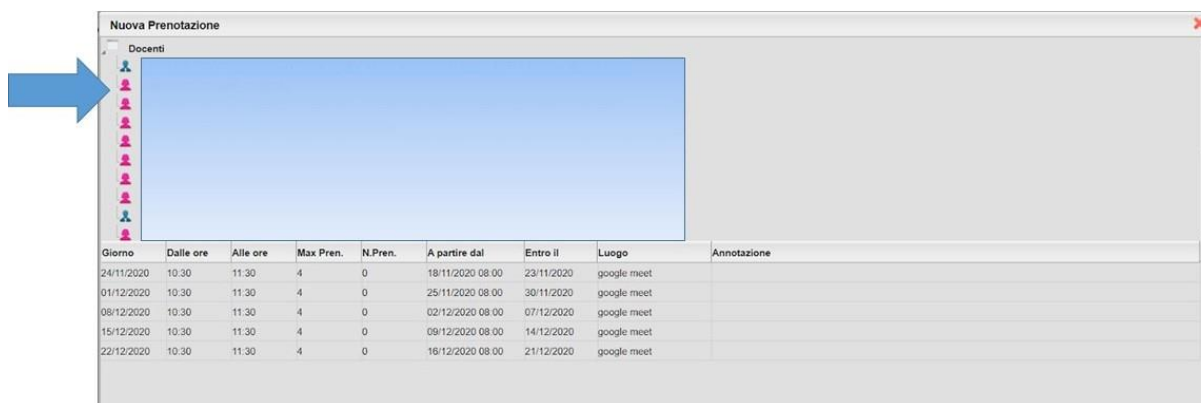 Nuova Prenotazione
Docenti
Giorno Dalle ore Alle ore Max Pren. N.Pren. A partire dal Entro il Luogo Annotazione
24/11/2020 10:30 11:30 4 0 18/11/2020 08:00 23/11/2020 google meet
01/12/2020 10:30 11:30 4 0 25/11/2020 08:00 30/11/2020 google meet
08/12/2020 10:30 11:30 4 0 02/12/2020 08:00 07/12/2020 google meet
15/12/2020 10:30 11:30 4 0 09/12/2020 08:00 14/12/2020 google meet
22/12/2020 10:30 11:30 4 0 16/12/2020 08:00 21/12/2020 google meet